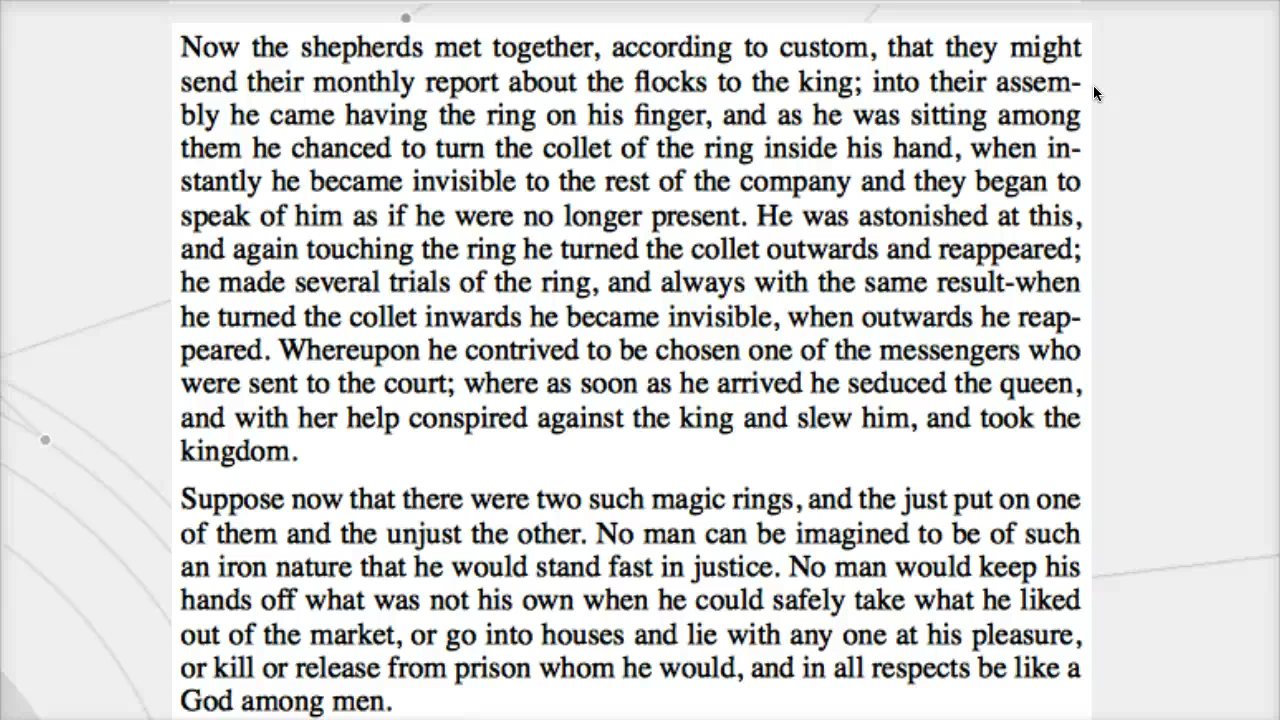 Now the shepherds met together, according to custom, that they might
send their monthly report about the flocks to the king; into their assem-
bly he came having the ring on his finger, and as he was sitting among
them he chanced to turn the collet of the ring inside his hand, when in-
stantly he became invisible to the rest of the company and they began to
speak of him as if he were no longer present. He was astonished at this,
and again touching the ring he turned the collet outwards and reappeared;
he made several trials of the ring, and always with the same result-when
he turned the collet inwards he became invisible, when outwards he reap-
peared. Whereupon he contrived to be chosen one of the messengers who
were sent to the court; where as soon as he arrived he seduced the queen,
and with her help conspired against the king and slew him, and took the
kingdom.
Suppose now that there were two such magic rings, and the just put on one
of them and the unjust the other. No man can be imagined to be of such
an iron nature that he would stand fast in justice. No man would keep his
hands off what was not his own when he could safely take what he liked
out of the market, or go into houses and lie with any one at his pleasure,
or kill or release from prison whom he would, and in all respects be like a
God among men.